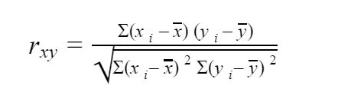 r_xy = Σ(x_i − x̅)(y_i − y̅) / √Σ(x_i − x̅)² Σ(y_i − y̅)²